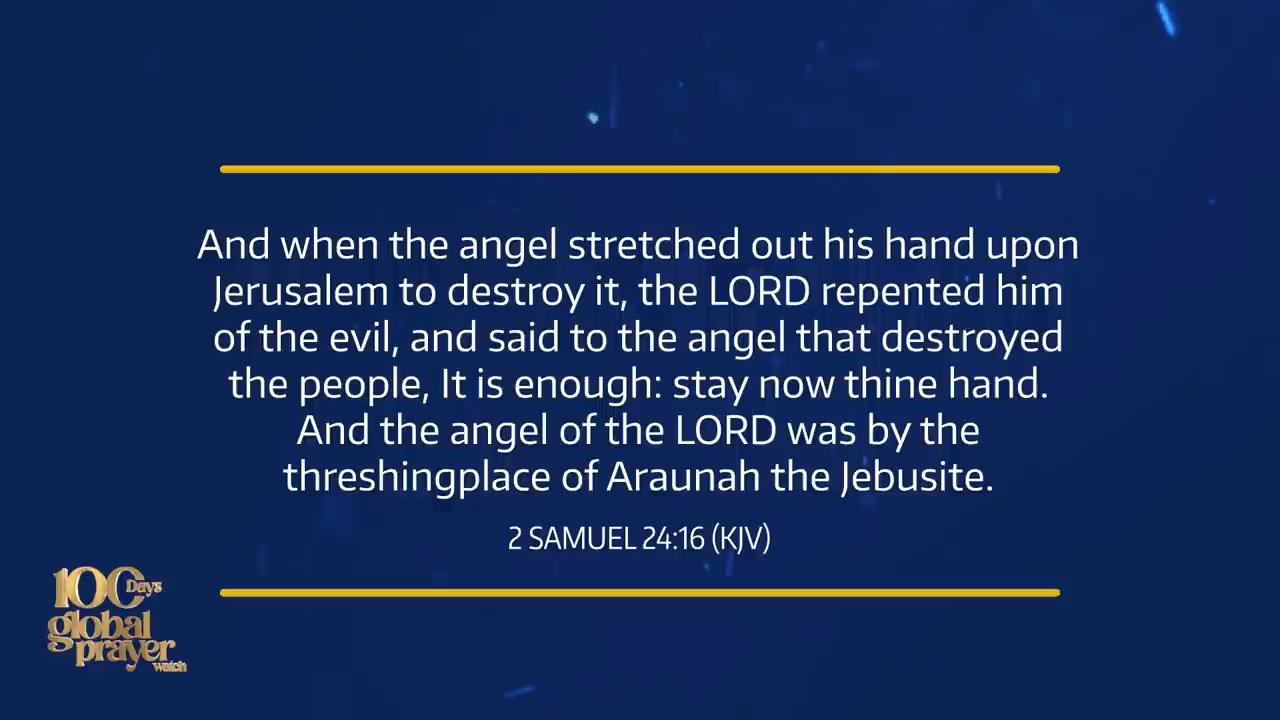 And when the angel stretched out his hand upon
Jerusalem to destroy it, the LORD repented him
of the evil, and said to the angel that destroyed
the people, It is enough: stay now thine hand.
And the angel of the LORD was by the
threshingplace of Araunah the Jebusite.
2 SAMUEL 24:16 (KJV)
100 Days
global
prayer
watch